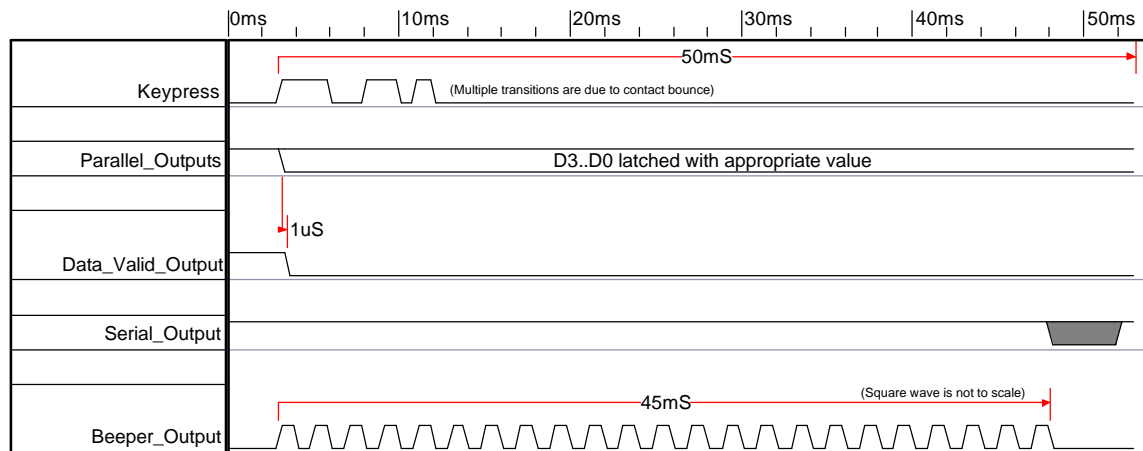 0ms 10ms 20ms 30ms 40ms 50ms
50mS
Keypress (Multiple transitions are due to contact bounce)
Parallel_Outputs D3..D0 latched with appropriate value
1uS
Data_Valid_Output
Serial_Output
(Square wave is not to scale)
45mS
Beeper_Output